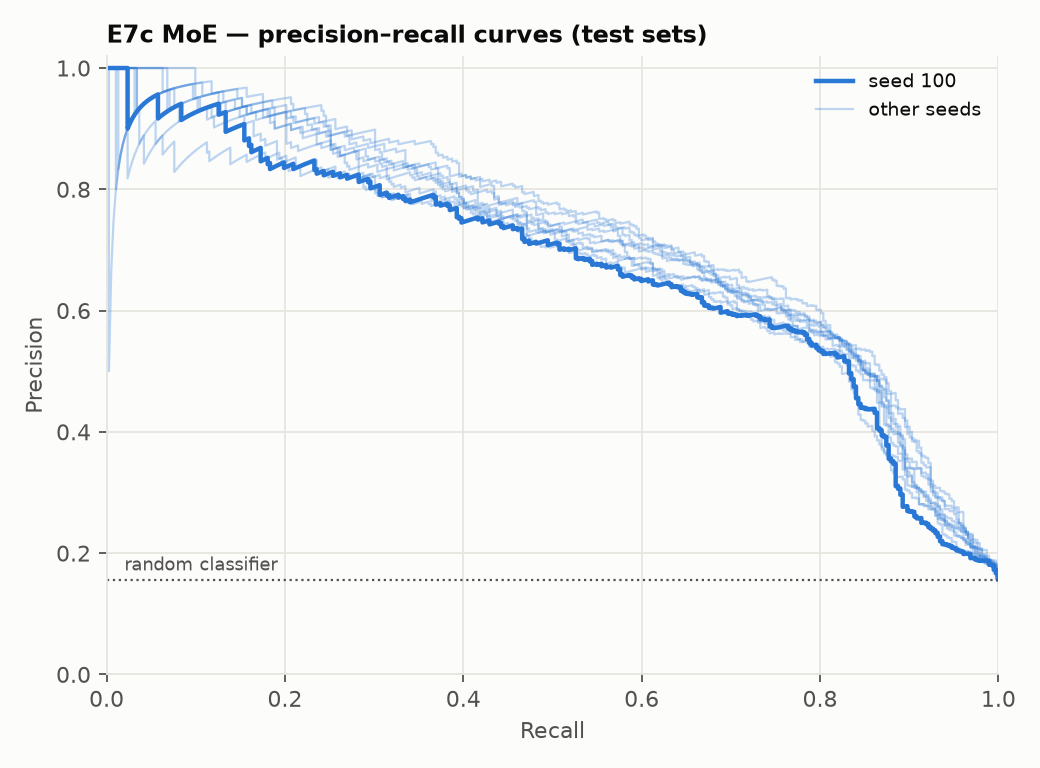 E7c MoE — precision–recall curves (test sets)
seed 100
other seeds
Precision
1.0
0.8
0.6
0.4
0.2
0.0
random classifier
0.0 0.2 0.4 0.6 0.8 1.0
Recall